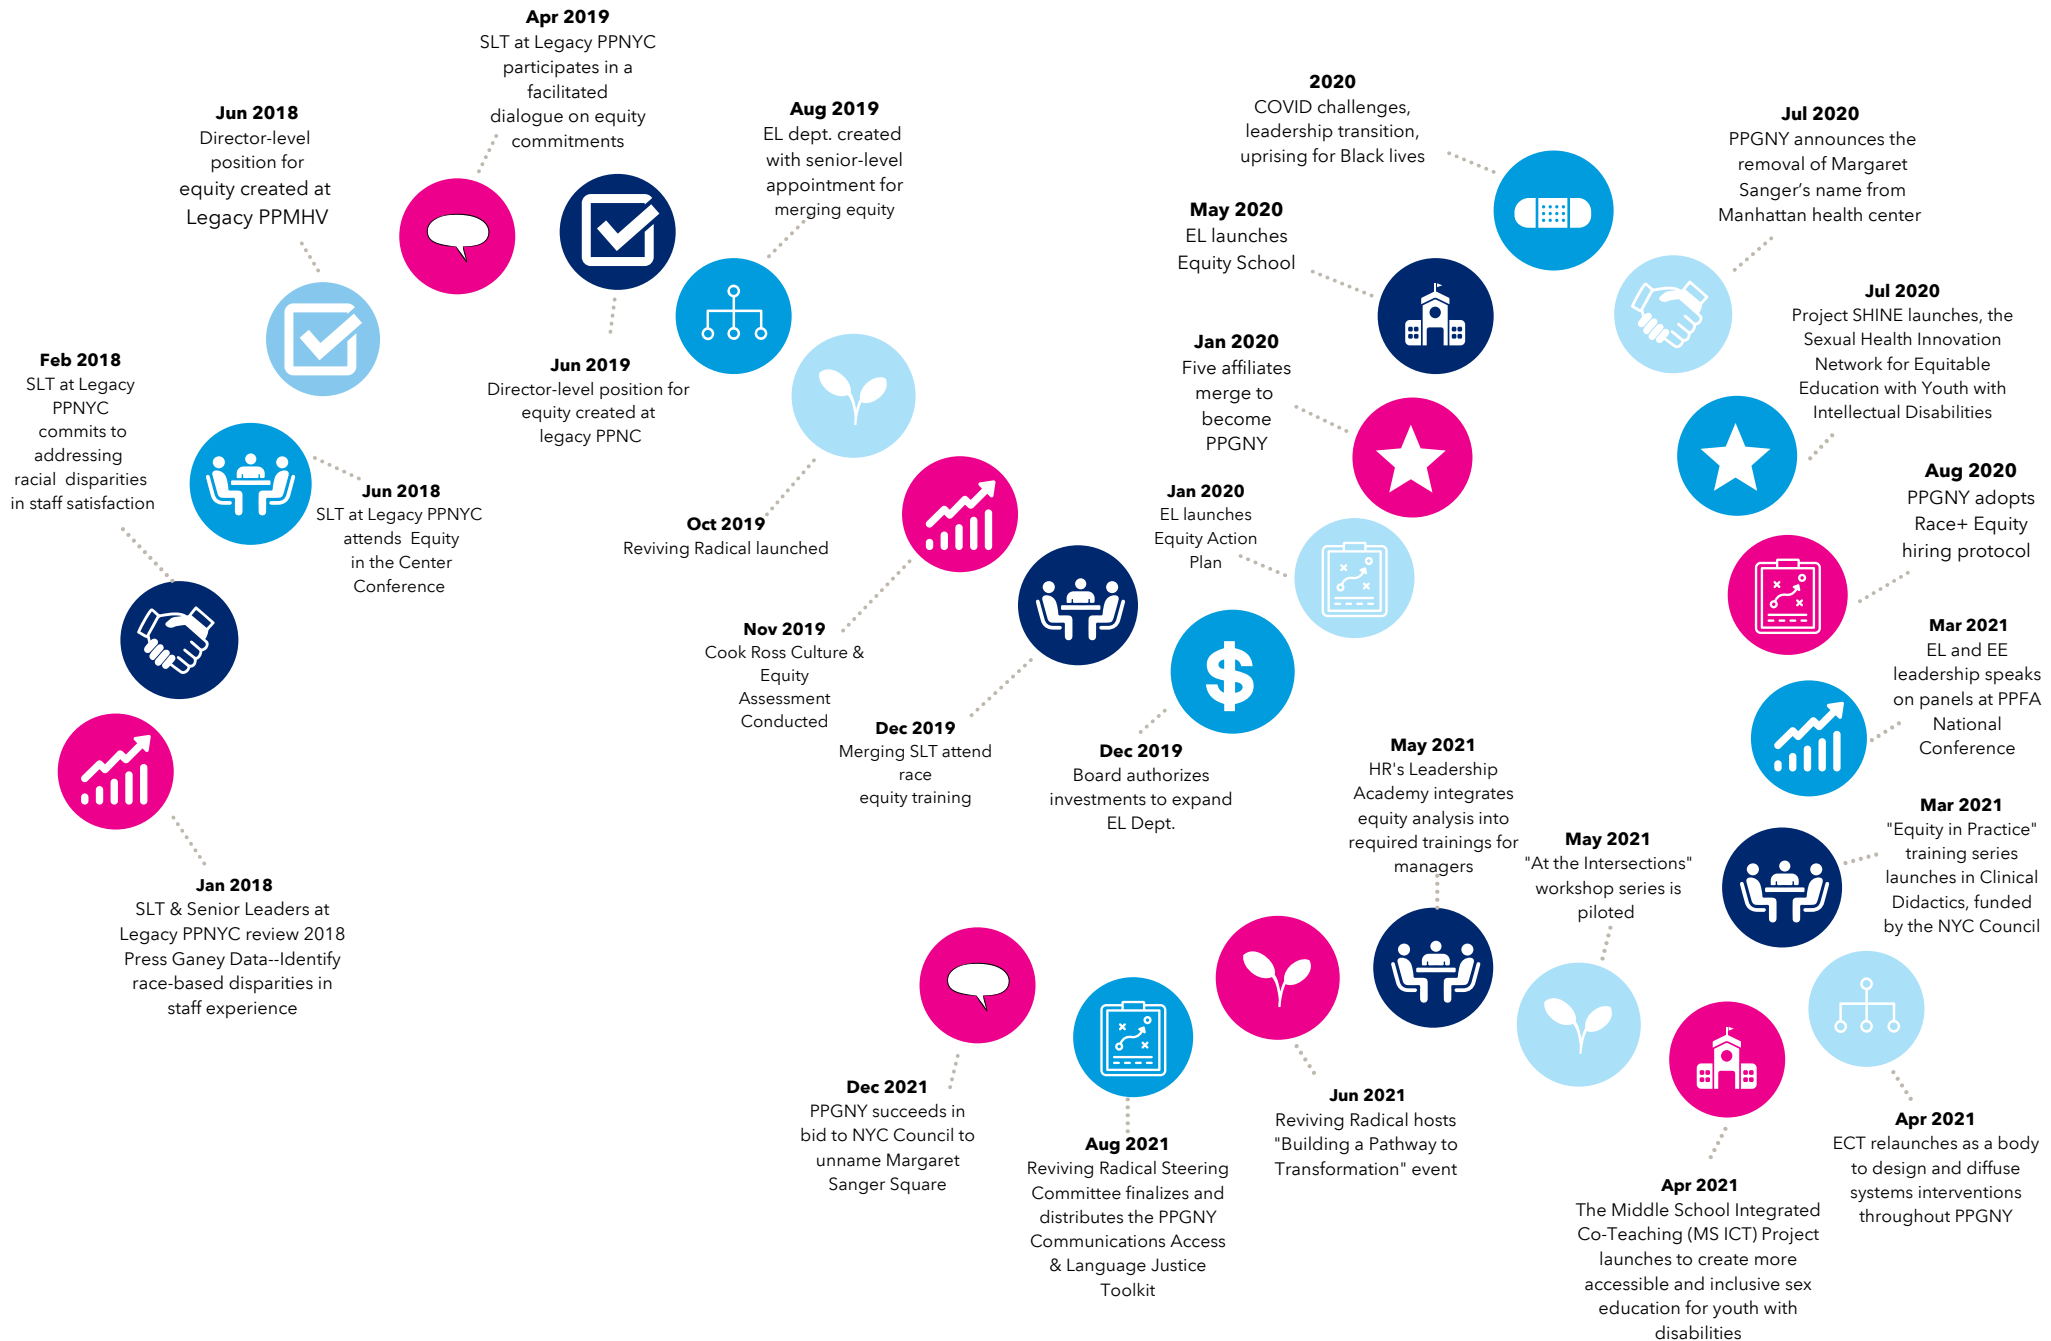 Jan 2018
SLT & Senior Leaders at
Legacy PPNYC review 2018
Press Ganey Data--Identify
race-based disparities in
staff experience
Feb 2018
SLT at Legacy
PPNYC
commits to
addressing
racial disparities
in staff satisfaction
Jun 2018
SLT at Legacy PPNYC
attends Equity
in the Center
Conference
Jun 2018
Director-level
position for
equity created at
Legacy PPMHV
Apr 2019
SLT at Legacy PPNYC
participates in a
facilitated
dialogue on equity
commitments
Jun 2019
Director-level position for
equity created at
legacy PPNC
Aug 2019
EL dept. created
with senior-level
appointment for
merging equity
Oct 2019
Reviving Radical launched
Nov 2019
Cook Ross Culture &
Equity
Assessment
Conducted
Dec 2019
Merging SLT attend
race
equity training
Dec 2019
Board authorizes
investments to expand
EL Dept.
Jan 2020
EL launches
Equity Action
Plan
Jan 2020
Five affiliates
merge to
become
PPGNY
May 2020
EL launches
Equity School
2020
COVID challenges,
leadership transition,
uprising for Black lives
Jul 2020
PPGNY announces the
removal of Margaret
Sanger's name from
Manhattan health center
Jul 2020
Project SHINE launches, the
Sexual Health Innovation
Network for Equitable
Education with Youth with
Intellectual Disabilities
Aug 2020
PPGNY adopts
Race+ Equity
hiring protocol
Mar 2021
EL and EE
leadership speaks
on panels at PPFA
National
Conference
Mar 2021
"Equity in Practice"
training series
launches in Clinical
Didactics, funded
by the NYC Council
Apr 2021
ECT relaunches as a body
to design and diffuse
systems interventions
throughout PPGNY
Apr 2021
The Middle School Integrated
Co-Teaching (MS ICT) Project
launches to create more
accessible and inclusive sex
education for youth with
disabilities
May 2021
"At the Intersections"
workshop series is
piloted
May 2021
HR's Leadership
Academy integrates
equity analysis into
required trainings for
managers
Jun 2021
Reviving Radical hosts
"Building a Pathway to
Transformation" event
Aug 2021
Reviving Radical Steering
Committee finalizes and
distributes the PPGNY
Communications Access
& Language Justice
Toolkit
Dec 2021
PPGNY succeeds in
bid to NYC Council to
unname Margaret
Sanger Square